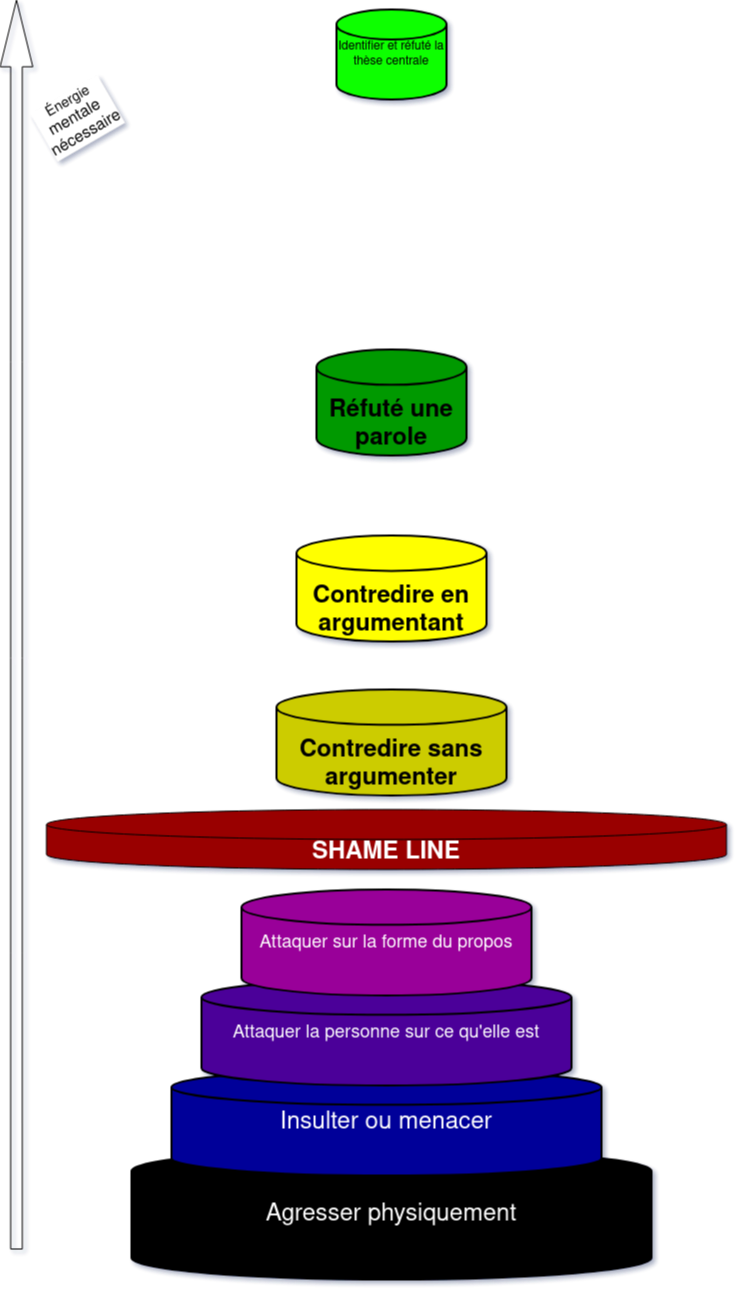 Identifier et réfuté la
thèse centrale
Énergie
mentale
nécessaire
Réfuté une
parole
Contredire en
argumentant
Contredire sans
argumenter
SHAME LINE
Attaquer sur la forme du propos
Attaquer la personne sur ce qu'elle est
Insulter ou menacer
Agresser physiquement